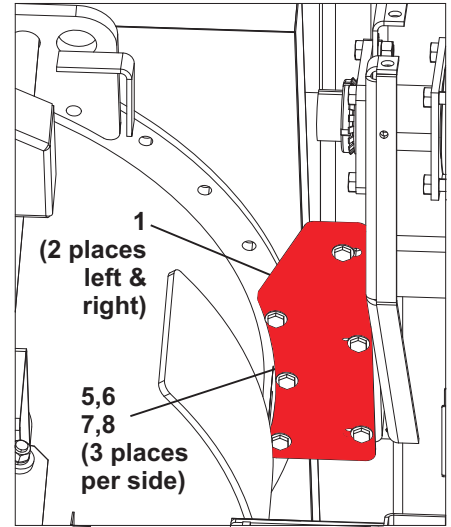 1
(2 places
left &
right)
5,6
7,8
(3 places
per side)